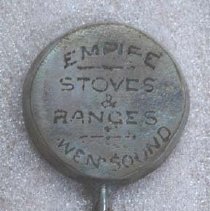 EMPIRE
STOVES
&
RANGES
OWEN SOUND